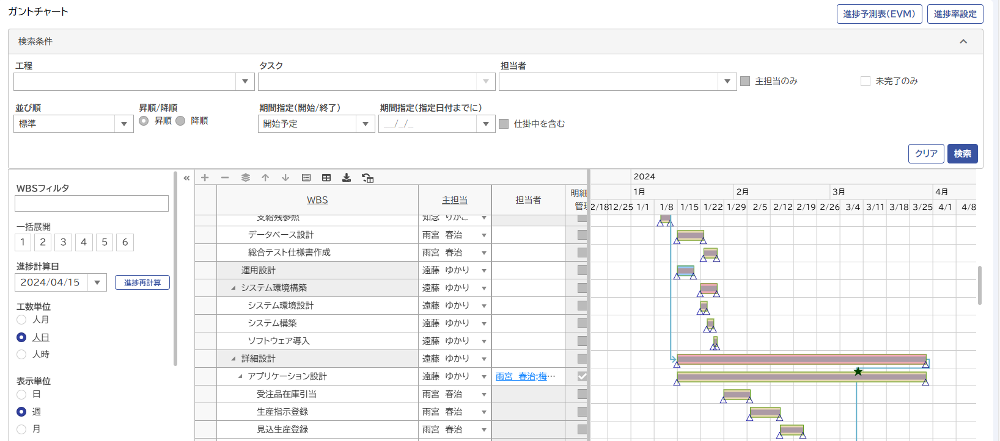 ガントチャート
進捗予測表(EVM) 進捗率設定
検索条件
工程 タスク 担当者
主担当のみ 未完了のみ
並び順 昇順/降順 期間指定(開始/終了) 期間指定(指定日付までに)
標準 昇順 降順 開始予定 __/_/_ 仕掛中を含む
クリア 検索
WBSフィルタ
一括展開
1 2 3 4 5 6
進捗計算日
2024/04/15 進捗再計算
工数単位
人月
人日
人時
表示単位
日
週
月
«
WBS 主担当 担当者 明細
管理
支給残参照 知念 りかこ
データベース設計 雨宮 春治
総合テスト仕様書作成 雨宮 春治
運用設計 遠藤 ゆかり
システム環境構築 遠藤 ゆかり
システム環境設計 遠藤 ゆかり
システム構築 遠藤 ゆかり
ソフトウェア導入 遠藤 ゆかり
詳細設計 遠藤 ゆかり
アプリケーション設計 遠藤 ゆかり 雨宮 春治;梅…
受注品在庫引当 雨宮 春治
生産指示登録 雨宮 春治
見込生産登録 雨宮 春治
2024
1月 2月 3月 4月
2/18 12/25 1/1 1/8 1/15 1/22 1/29 2/5 2/12 2/19 2/26 3/4 3/11 3/18 3/25 4/1 4/8